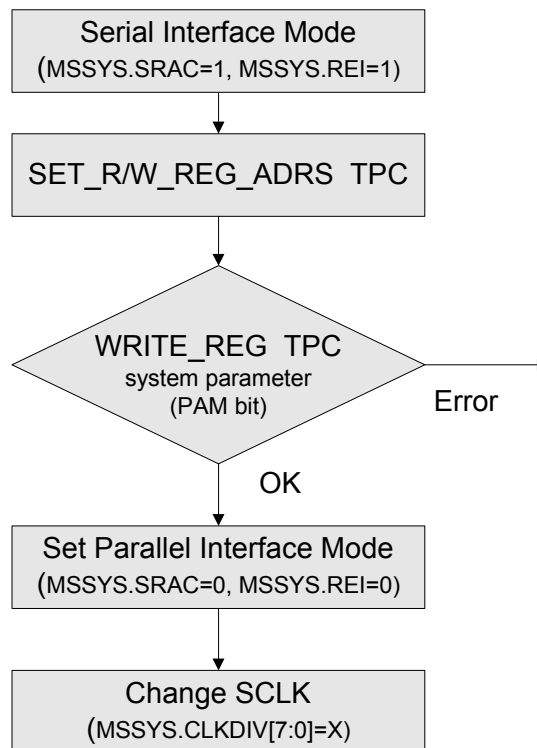 Serial Interface Mode
(MSSYS.SRAC=1, MSSYS.REI=1)
SET_R/W_REG_ADRS TPC
WRITE_REG TPC
system parameter
(PAM bit)
Error
OK
Set Parallel Interface Mode
(MSSYS.SRAC=0, MSSYS.REI=0)
Change SCLK
(MSSYS.CLKDIV[7:0]=X)